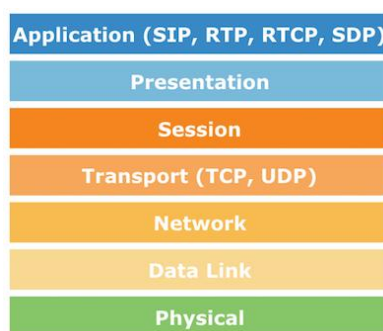 Application (SIP, RTP, RTCP, SDP)
Presentation
Session
Transport (TCP, UDP)
Network
Data Link
Physical